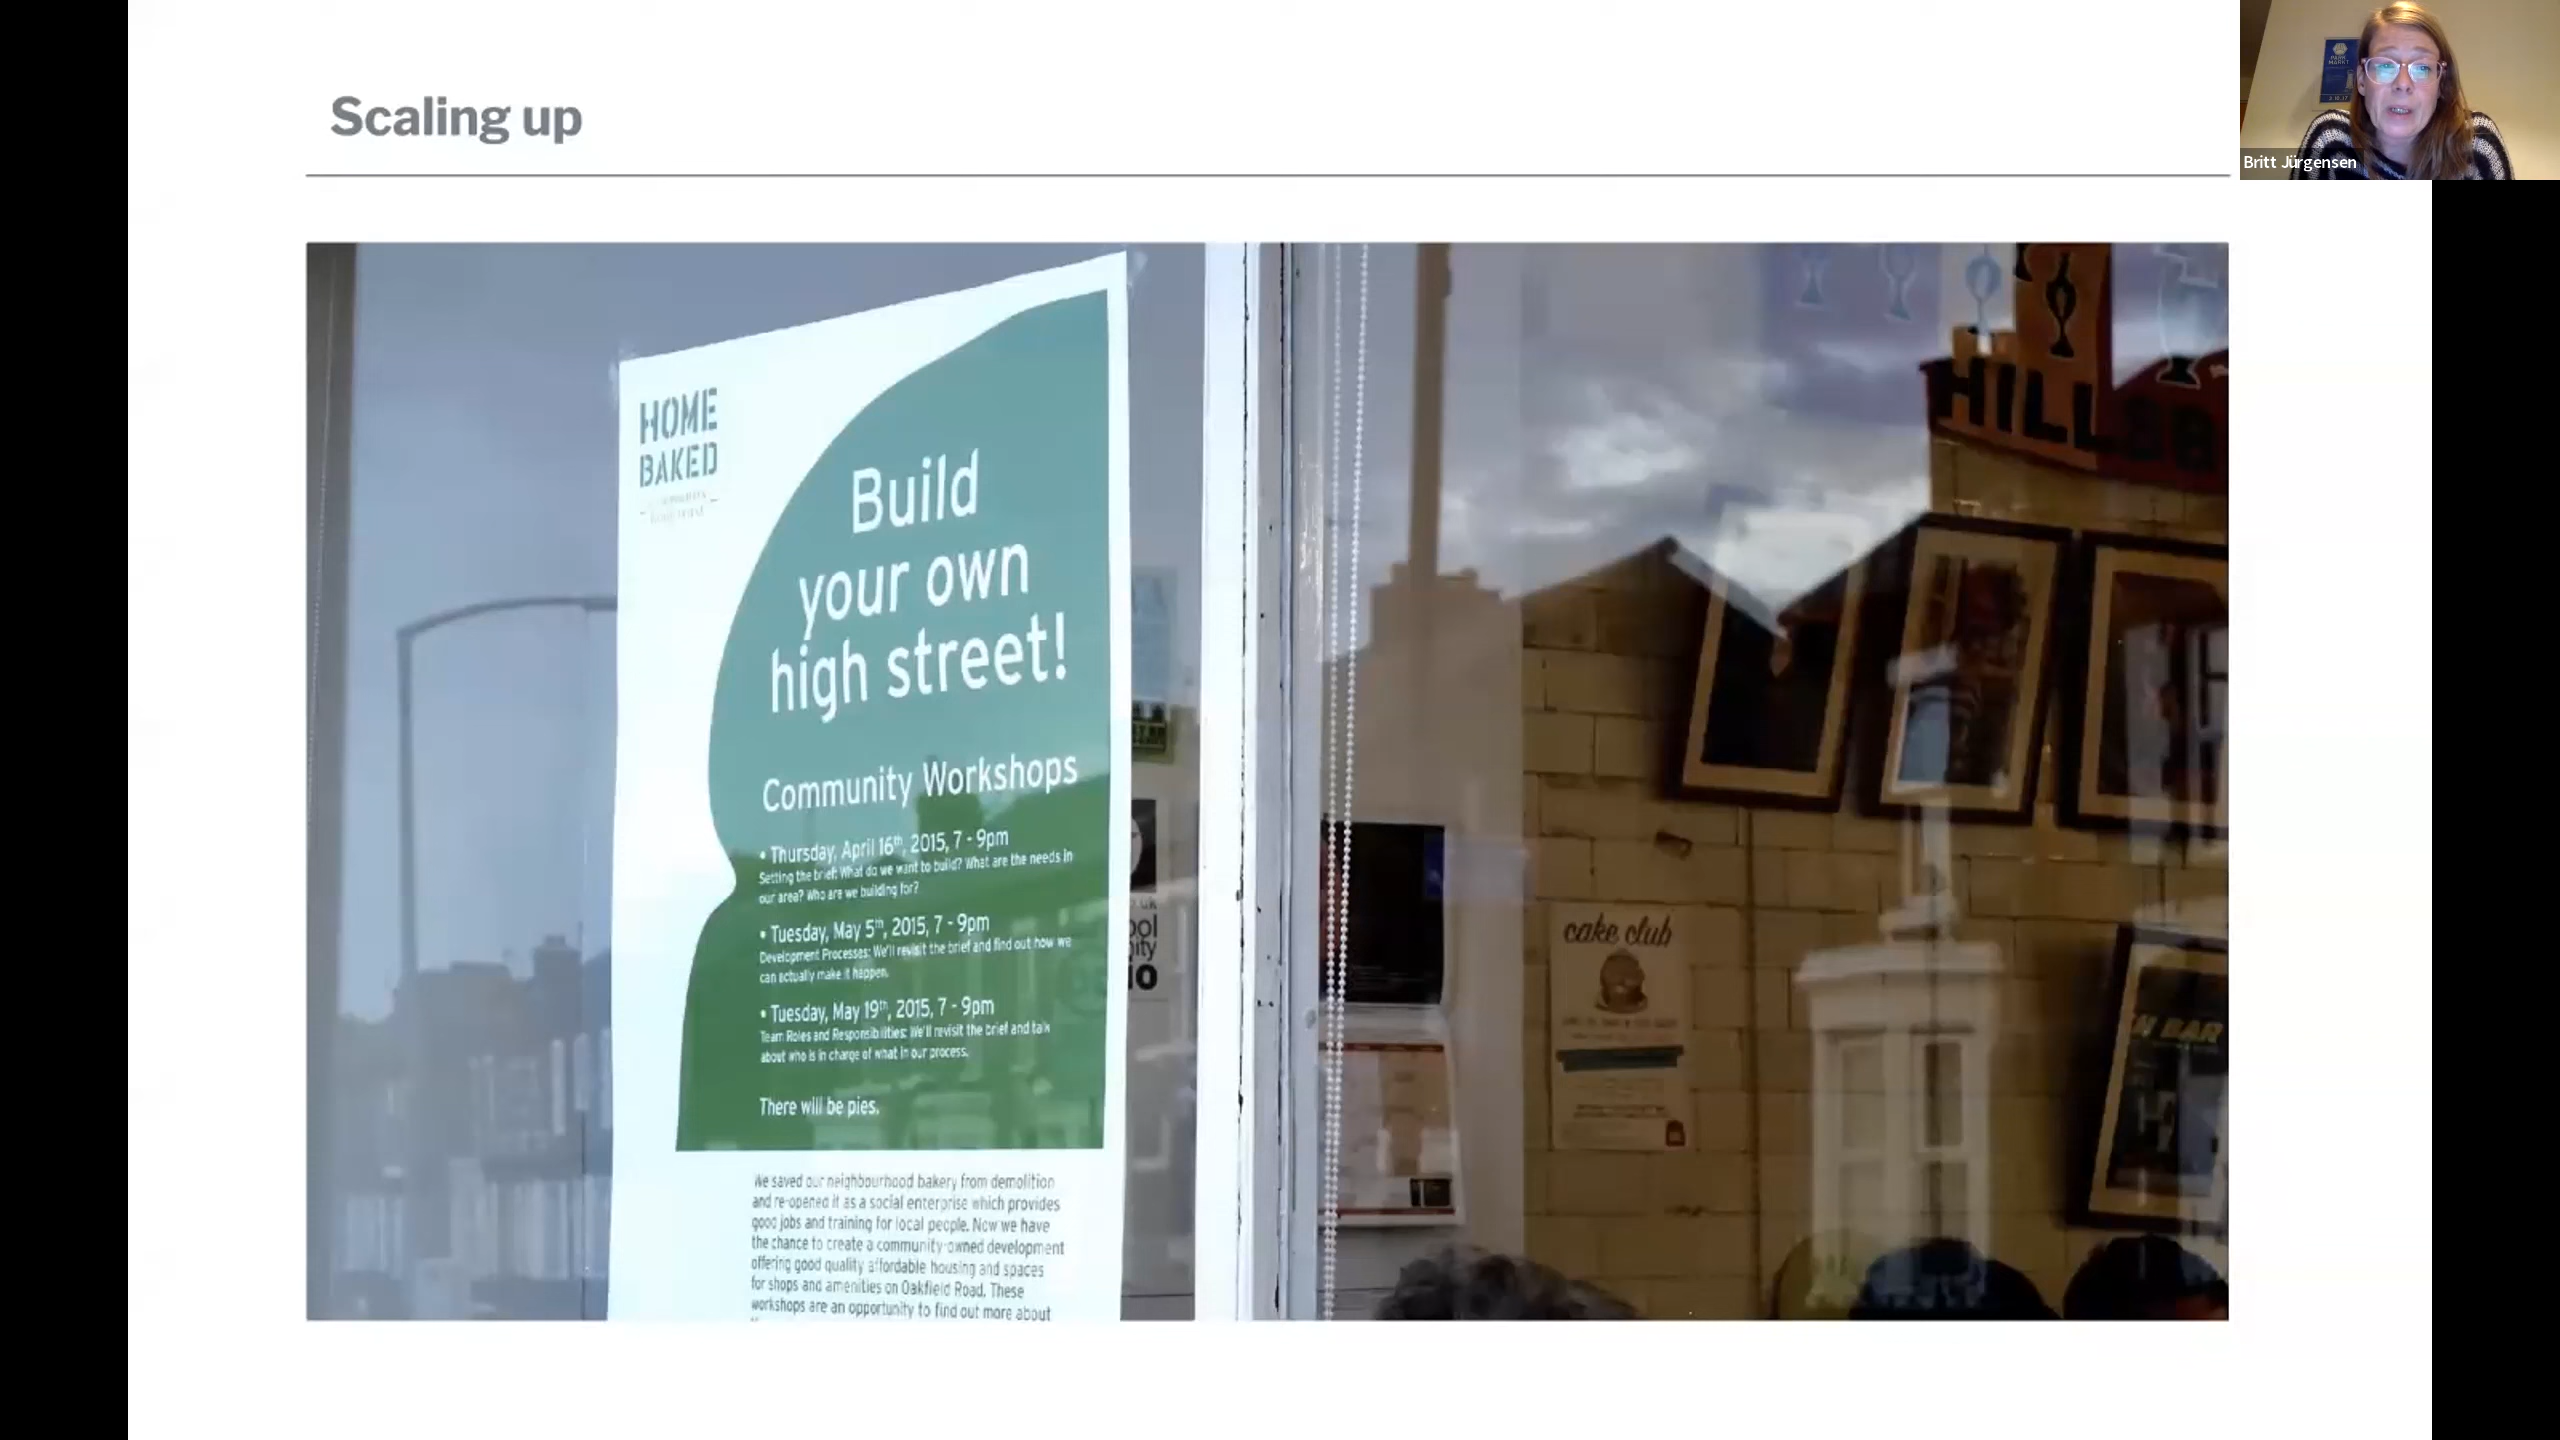 Scaling up
Britt Jürgensen
HOME
BAKED
Build
your own
high street!
Community Workshops
• Thursday, April 16th, 2015, 7 - 9pm
Setting the brief: What do we want to build? What are the needs in
our area? Who are we building for?
• Tuesday, May 5th, 2015, 7 - 9pm
Development Processes: We'll revisit the brief and find out how we
can actually make it happen.
• Tuesday, May 19th, 2015, 7 - 9pm
Team Roles and Responsibilities: We'll revisit the brief and talk
about who is in charge of what in our process.
There will be pies.
We saved our neighbourhood bakery from demolition
and re-opened it as a social enterprise which provides
good jobs and training for local people. Now we have
the chance to create a community-owned development
offering good quality affordable housing and spaces
for shops and amenities on Oakfield Road. These
workshops are an opportunity to find out more about
cake club
HILLSB
BAR